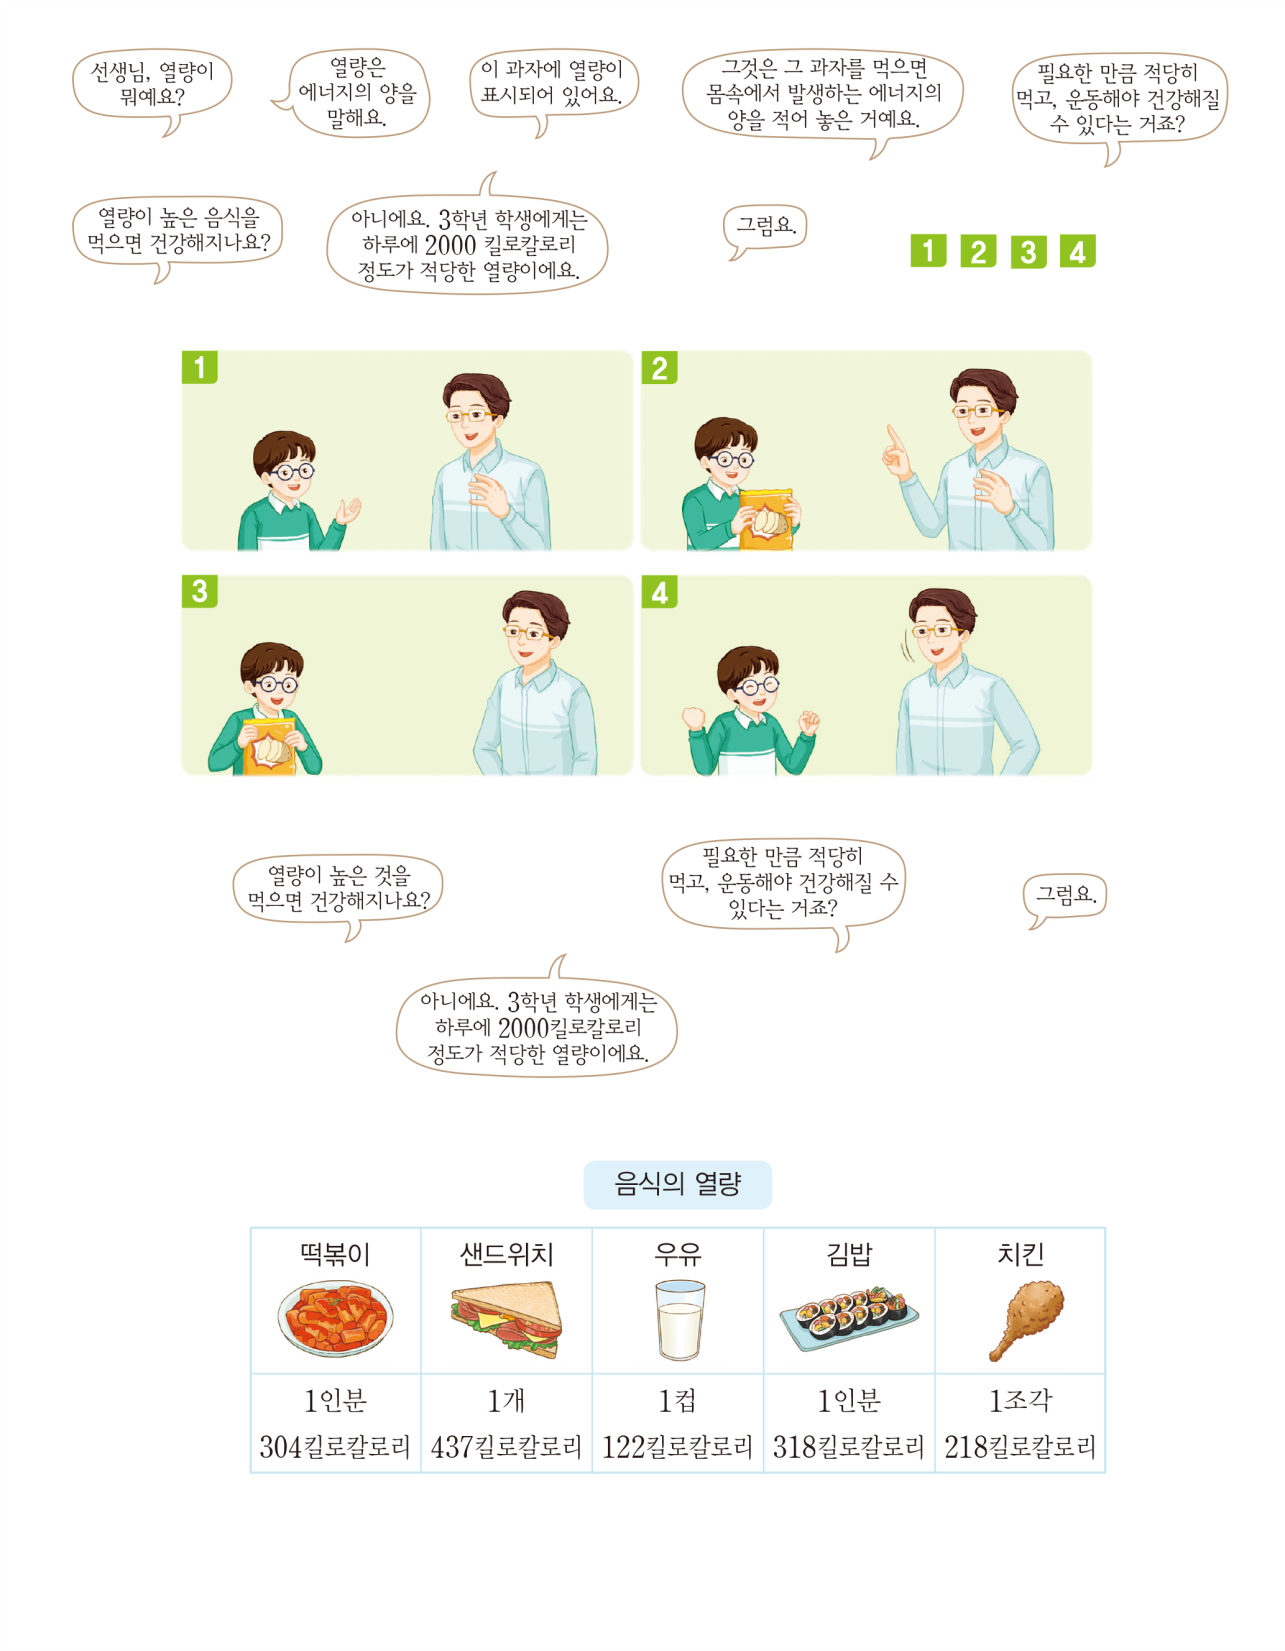 선생님, 열량이
뭐예요?
열량은
에너지의 양을
말해요.
이 과자에 열량이
표시되어 있어요.
그것은 그 과자를 먹으면
몸속에서 발생하는 에너지의
양을 적어 놓은 거예요.
필요한 만큼 적당히
먹고, 운동해야 건강해질
수 있다는 거죠?
열량이 높은 음식을
먹으면 건강해지나요?
아니에요. 3학년 학생에게는
하루에 2000 킬로칼로리
정도가 적당한 열량이에요.
그럼요.
1 2 3 4
1
2
3
4
열량이 높은 것을
먹으면 건강해지나요?
필요한 만큼 적당히
먹고, 운동해야 건강해질 수
있다는 거죠?
그럼요.
아니에요. 3학년 학생에게는
하루에 2000킬로칼로리
정도가 적당한 열량이에요.
음식의 열량
떡볶이 샌드위치 우유 김밥 치킨
1인분 1개 1컵 1인분 1조각
304킬로칼로리 437킬로칼로리 122킬로칼로리 318킬로칼로리 218킬로칼로리